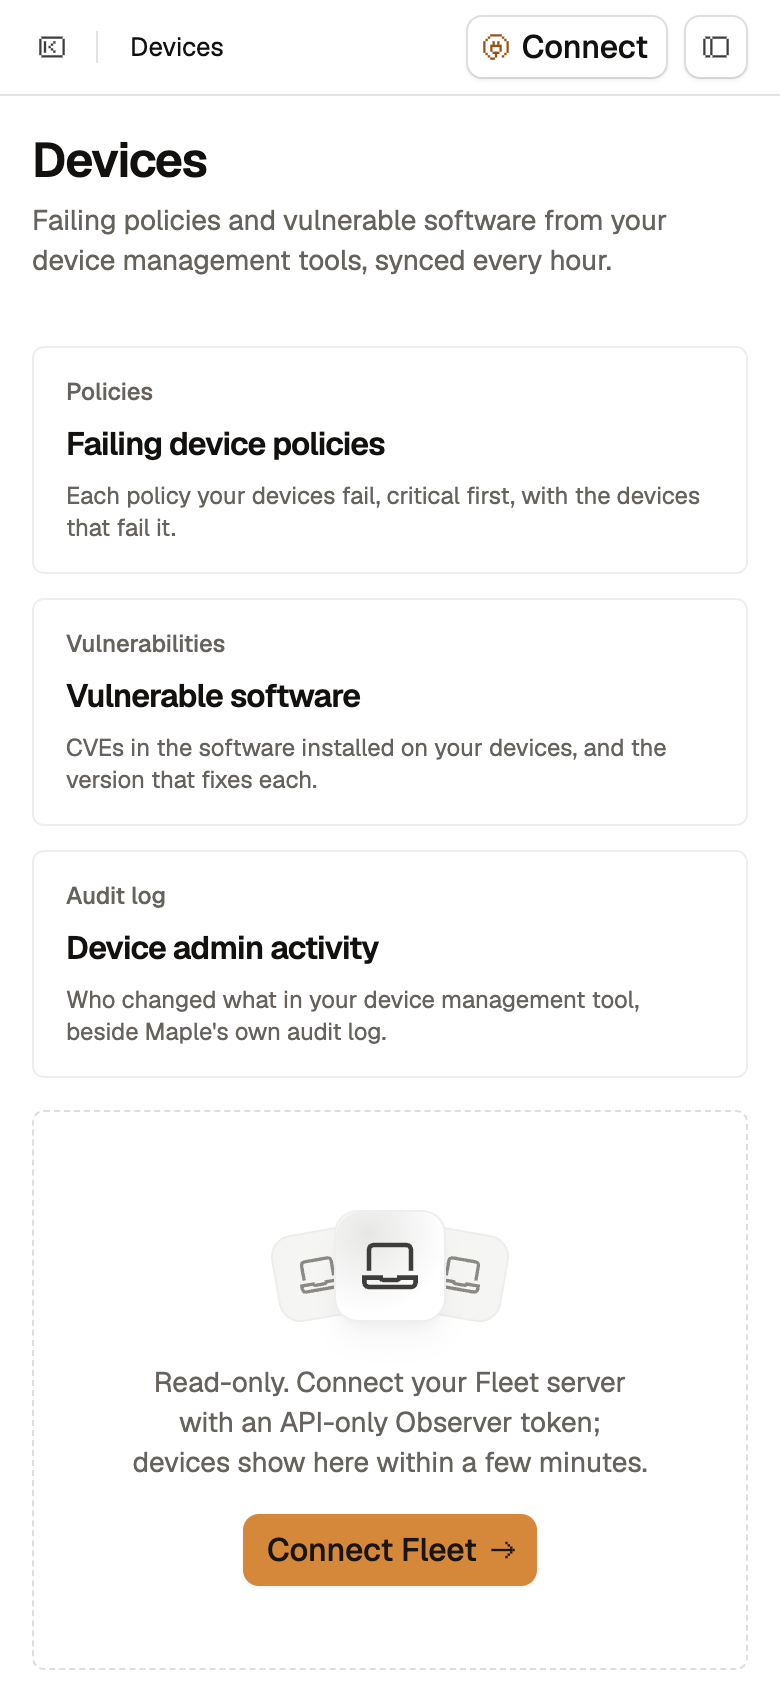 Devices
Connect
Devices
Failing policies and vulnerable software from your
device management tools, synced every hour.
Policies
Failing device policies
Each policy your devices fail, critical first, with the devices
that fail it.
Vulnerabilities
Vulnerable software
CVEs in the software installed on your devices, and the
version that fixes each.
Audit log
Device admin activity
Who changed what in your device management tool,
beside Maple's own audit log.
Read-only. Connect your Fleet server
with an API-only Observer token;
devices show here within a few minutes.
Connect Fleet →